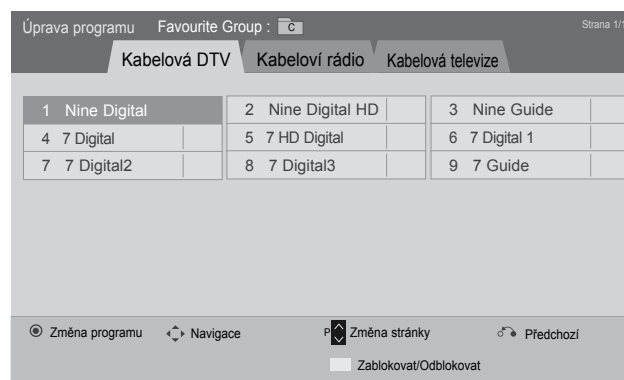 Úprava programu Favourite Group : C Strana 1/1
Kabelová DTV Kabeloví rádio Kabelová televize
1 Nine Digital 2 Nine Digital HD 3 Nine Guide
4 7 Digital 5 7 HD Digital 6 7 Digital 1
7 7 Digital2 8 7 Digital3 9 7 Guide
Změna programu Navigace P Změna stránky Předchozí
Zablokovat/Odblokovat